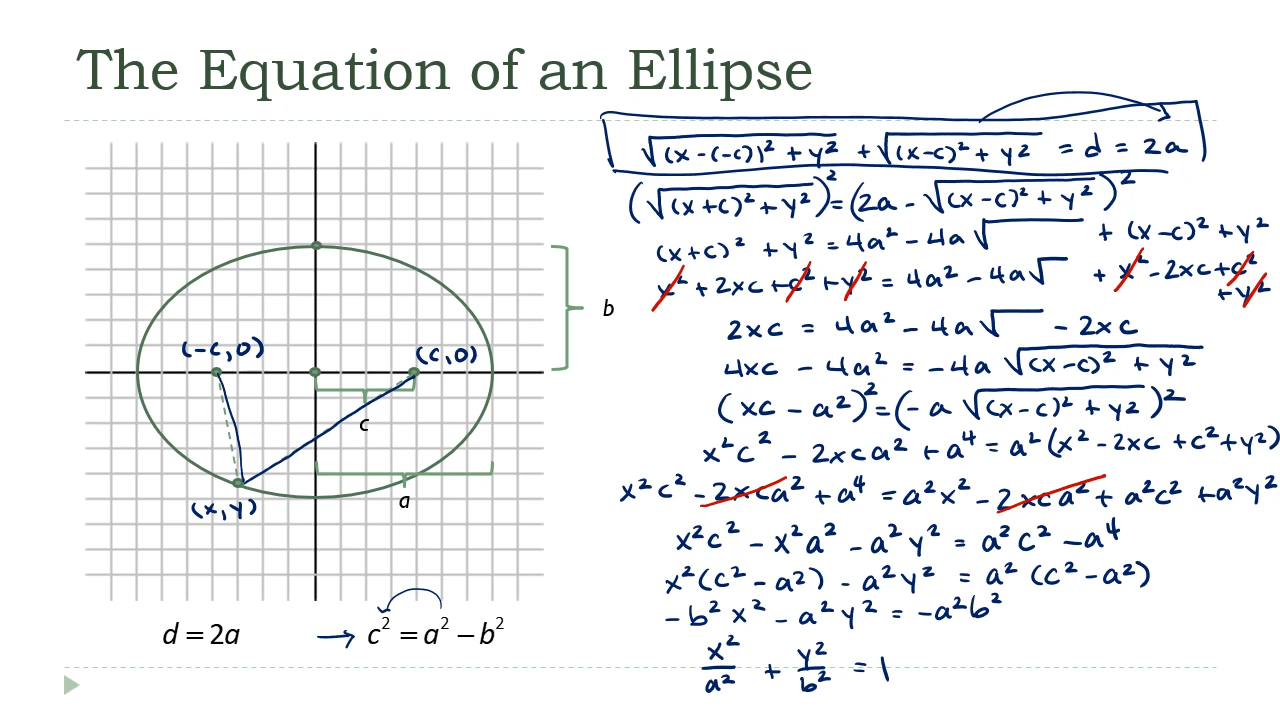 The Equation of an Ellipse
√((x-(-c))² + y²) + √((x-c)² + y²) = d = 2a
(√((x+c)² + y²))² = (2a - √((x-c)² + y²))²
(x+c)² + y² = 4a² - 4a√ + (x-c)² + y²
x² + 2xc + c² + y² = 4a² - 4a√ + x² - 2xc + c²
+ y²
2xc = 4a² - 4a√ - 2xc
4xc - 4a² = -4a√((x-c)² + y²)
(xc - a²)² = (-a√((x-c)² + y²))²
x²c² - 2xca² + a⁴ = a²(x² - 2xc + c² + y²)
x²c² - 2xca² + a⁴ = a²x² - 2xca² + a²c² + a²y²
x²c² - x²a² - a²y² = a²c² - a⁴
x²(c² - a²) - a²y² = a²(c² - a²)
-b²x² - a²y² = -a²b²
x²/a² + y²/b² = 1
b
(-c,0)
(c,0)
c
a
(x,y)
d = 2a
→ c² = a² - b²